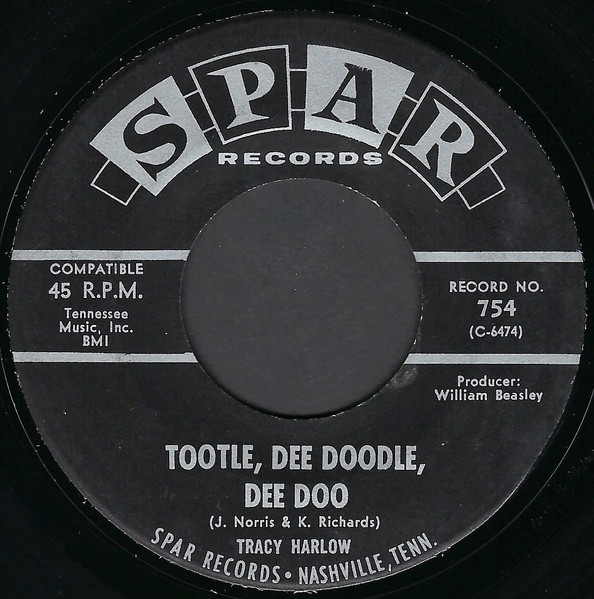 SPAR
RECORDS
COMPATIBLE
45 R.P.M.
Tennessee
Music, Inc.
BMI
RECORD NO.
754
(C-6474)
Producer:
William Beasley
TOOTLE, DEE DOODLE,
DEE DOO
(J. Norris & K. Richards)
TRACY HARLOW
SPAR RECORDS • NASHVILLE, TENN.